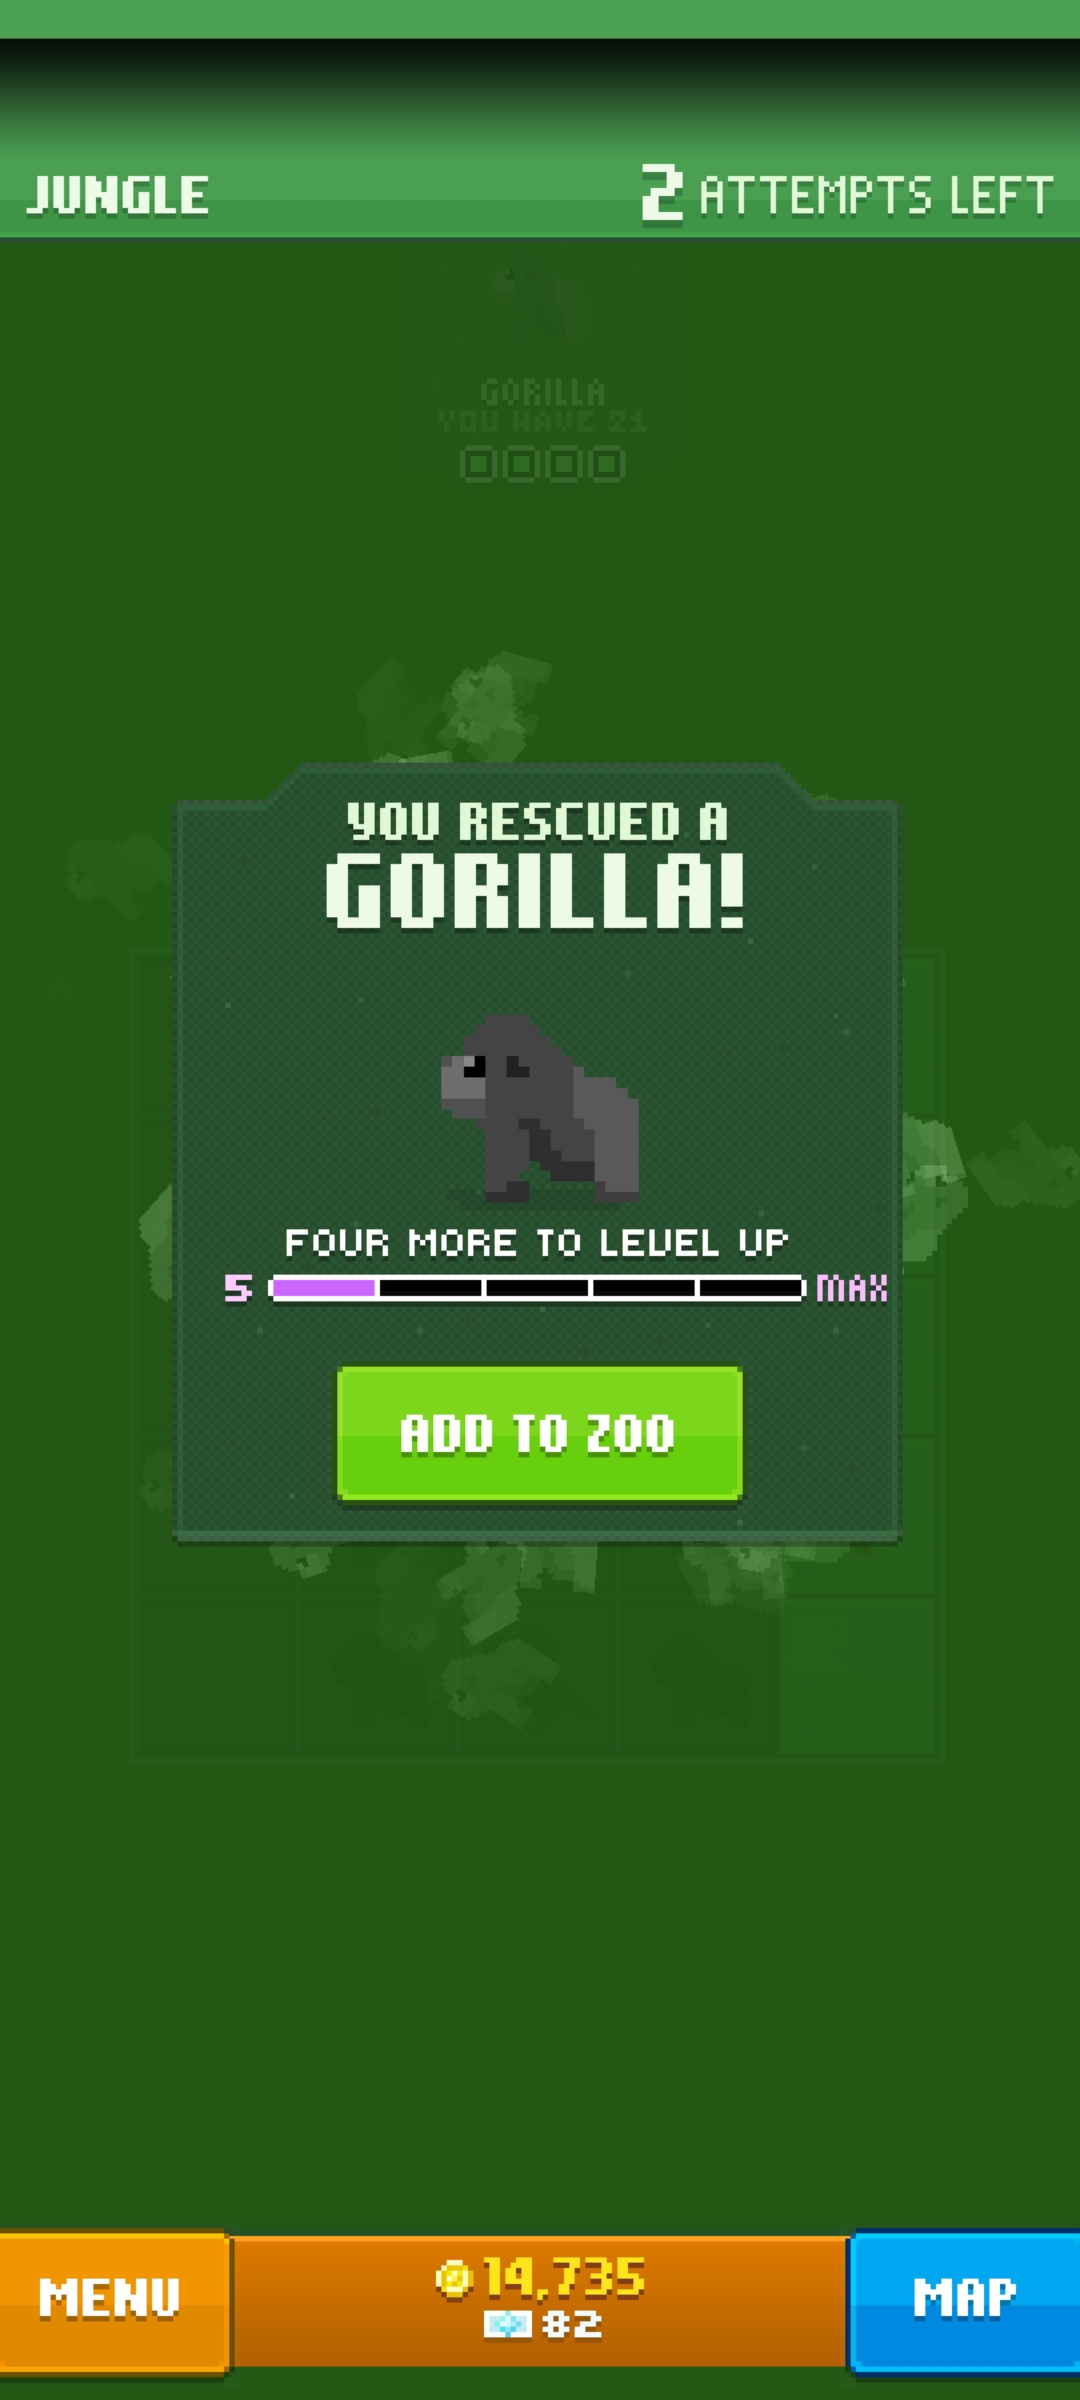 JUNGLE
2 ATTEMPTS LEFT
GORILLA
YOU HAVE 21
YOU RESCUED A
GORILLA!
FOUR MORE TO LEVEL UP
5 MAX
ADD TO ZOO
MENU
14,735
82
MAP